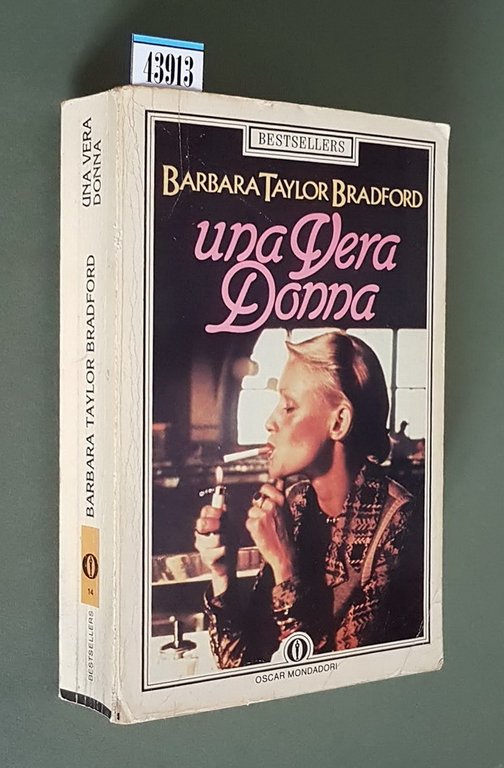 43913
BESTSELLERS
BARBARA TAYLOR BRADFORD
una Vera
Donna
OSCAR MONDADORI
UNA VERA
DONNA
BARBARA TAYLOR BRADFORD
14
BESTSELLERS